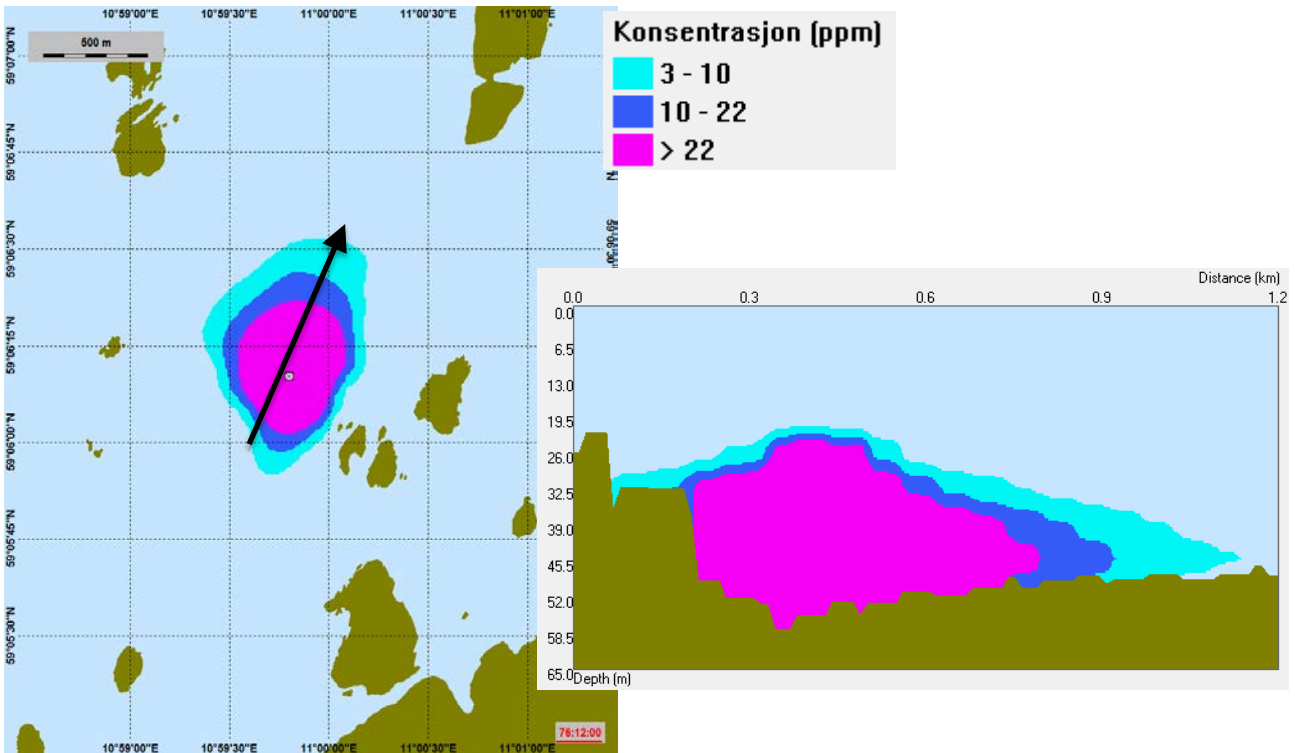 10°59'00"E 10°59'30"E 11°00'00"E 11°00'30"E 11°01'00"E
500 m
59°07'00"N
59°06'45"N
59°06'30"N
59°06'15"N
59°06'00"N
59°05'45"N
59°05'30"N
10°59'00"E 10°59'30"E 11°00'00"E 11°00'30"E 11°01'00"E
76:12:00
Konsentrasjon (ppm)
3 - 10
10 - 22
> 22
N
Distance (km)
0.0 0.3 0.6 0.9 1.2
0.0
6.5
13.0
19.5
26.0
32.5
39.0
45.5
52.0
58.5
65.0
Depth (m)